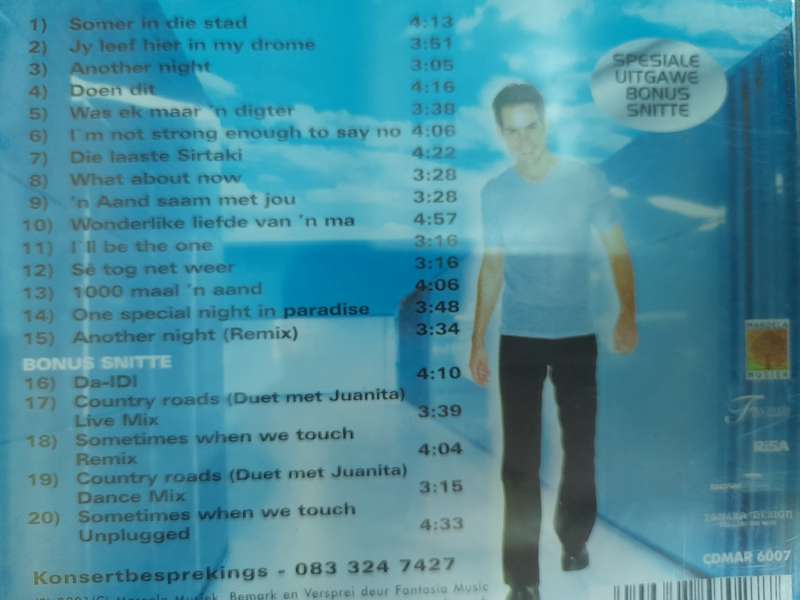 1) Somer in die stad 4:13
2) Jy leef hier in my drome 3:51
3) Another night 3:05
4) Doen dit 4:16
5) Was ek maar 'n digter 3:38
6) I'm not strong enough to say no 4:06
7) Die laaste Sirtaki 4:22
8) What about now 3:28
9) 'n Aand saam met jou 3:28
10) Wonderlike liefde van 'n ma 4:57
11) I'll be the one 3:16
12) Sê tog net weer 3:16
13) 1000 maal 'n aand 4:06
14) One special night in paradise 3:48
15) Another night (Remix) 3:34
BONUS SNITTE
16) Da-IDI 4:10
17) Country roads (Duet met Juanita)
Live Mix 3:39
18) Sometimes when we touch
Remix 4:04
19) Country roads (Duet met Juanita)
Dance Mix 3:15
20) Sometimes when we touch
Unplugged 4:33
Konsertbesprekings - 083 324 7427
Bemark en Versprei deur Fantasia Music
SPESIALE
UITGAWE
BONUS
SNITTE
MUSIEK
RiSA
CDMAR 6007